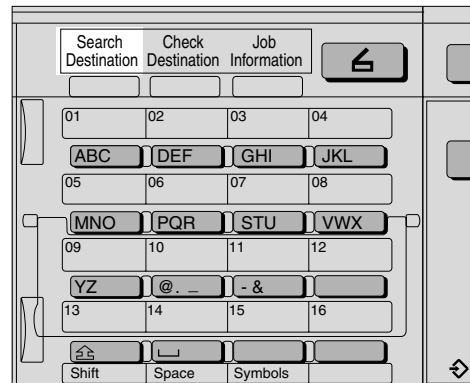 Search Check Job
Destination Destination Information
01 02 03 04
ABC DEF GHI JKL
05 06 07 08
MNO PQR STU VWX
09 10 11 12
YZ @. _ - &
13 14 15 16
Shift Space Symbols